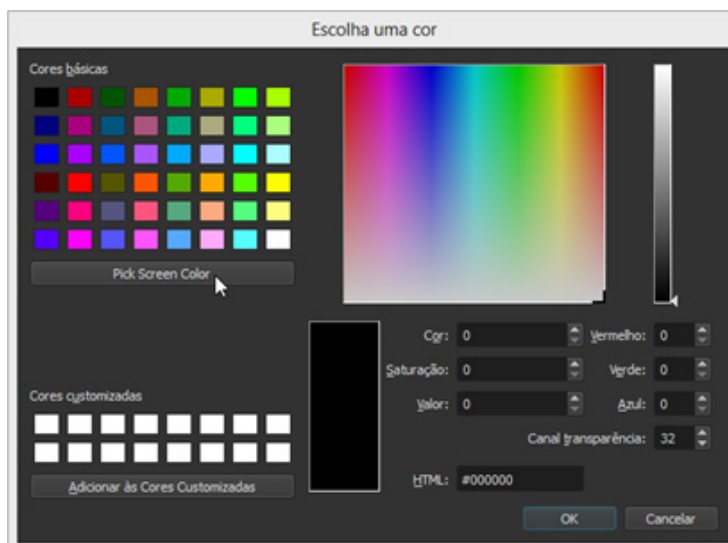 Escolha uma cor
Cores básicas
Pick Screen Color
Cores customizadas
Adicionar às Cores Customizadas
Cor: 0 Vermelho: 0
Saturação: 0 Verde: 0
Valor: 0 Azul: 0
Canal transparência: 32
HTML: #000000
OK Cancelar